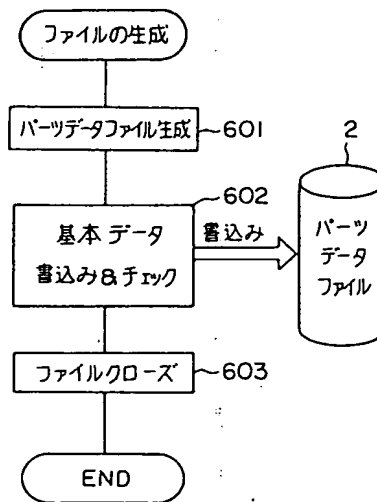 ファイルの生成
パーツデータファイル生成
601
2
602
基本データ
書込み&チェック
書込み
パーツ
データ
ファイル
ファイルクローズ
603
END